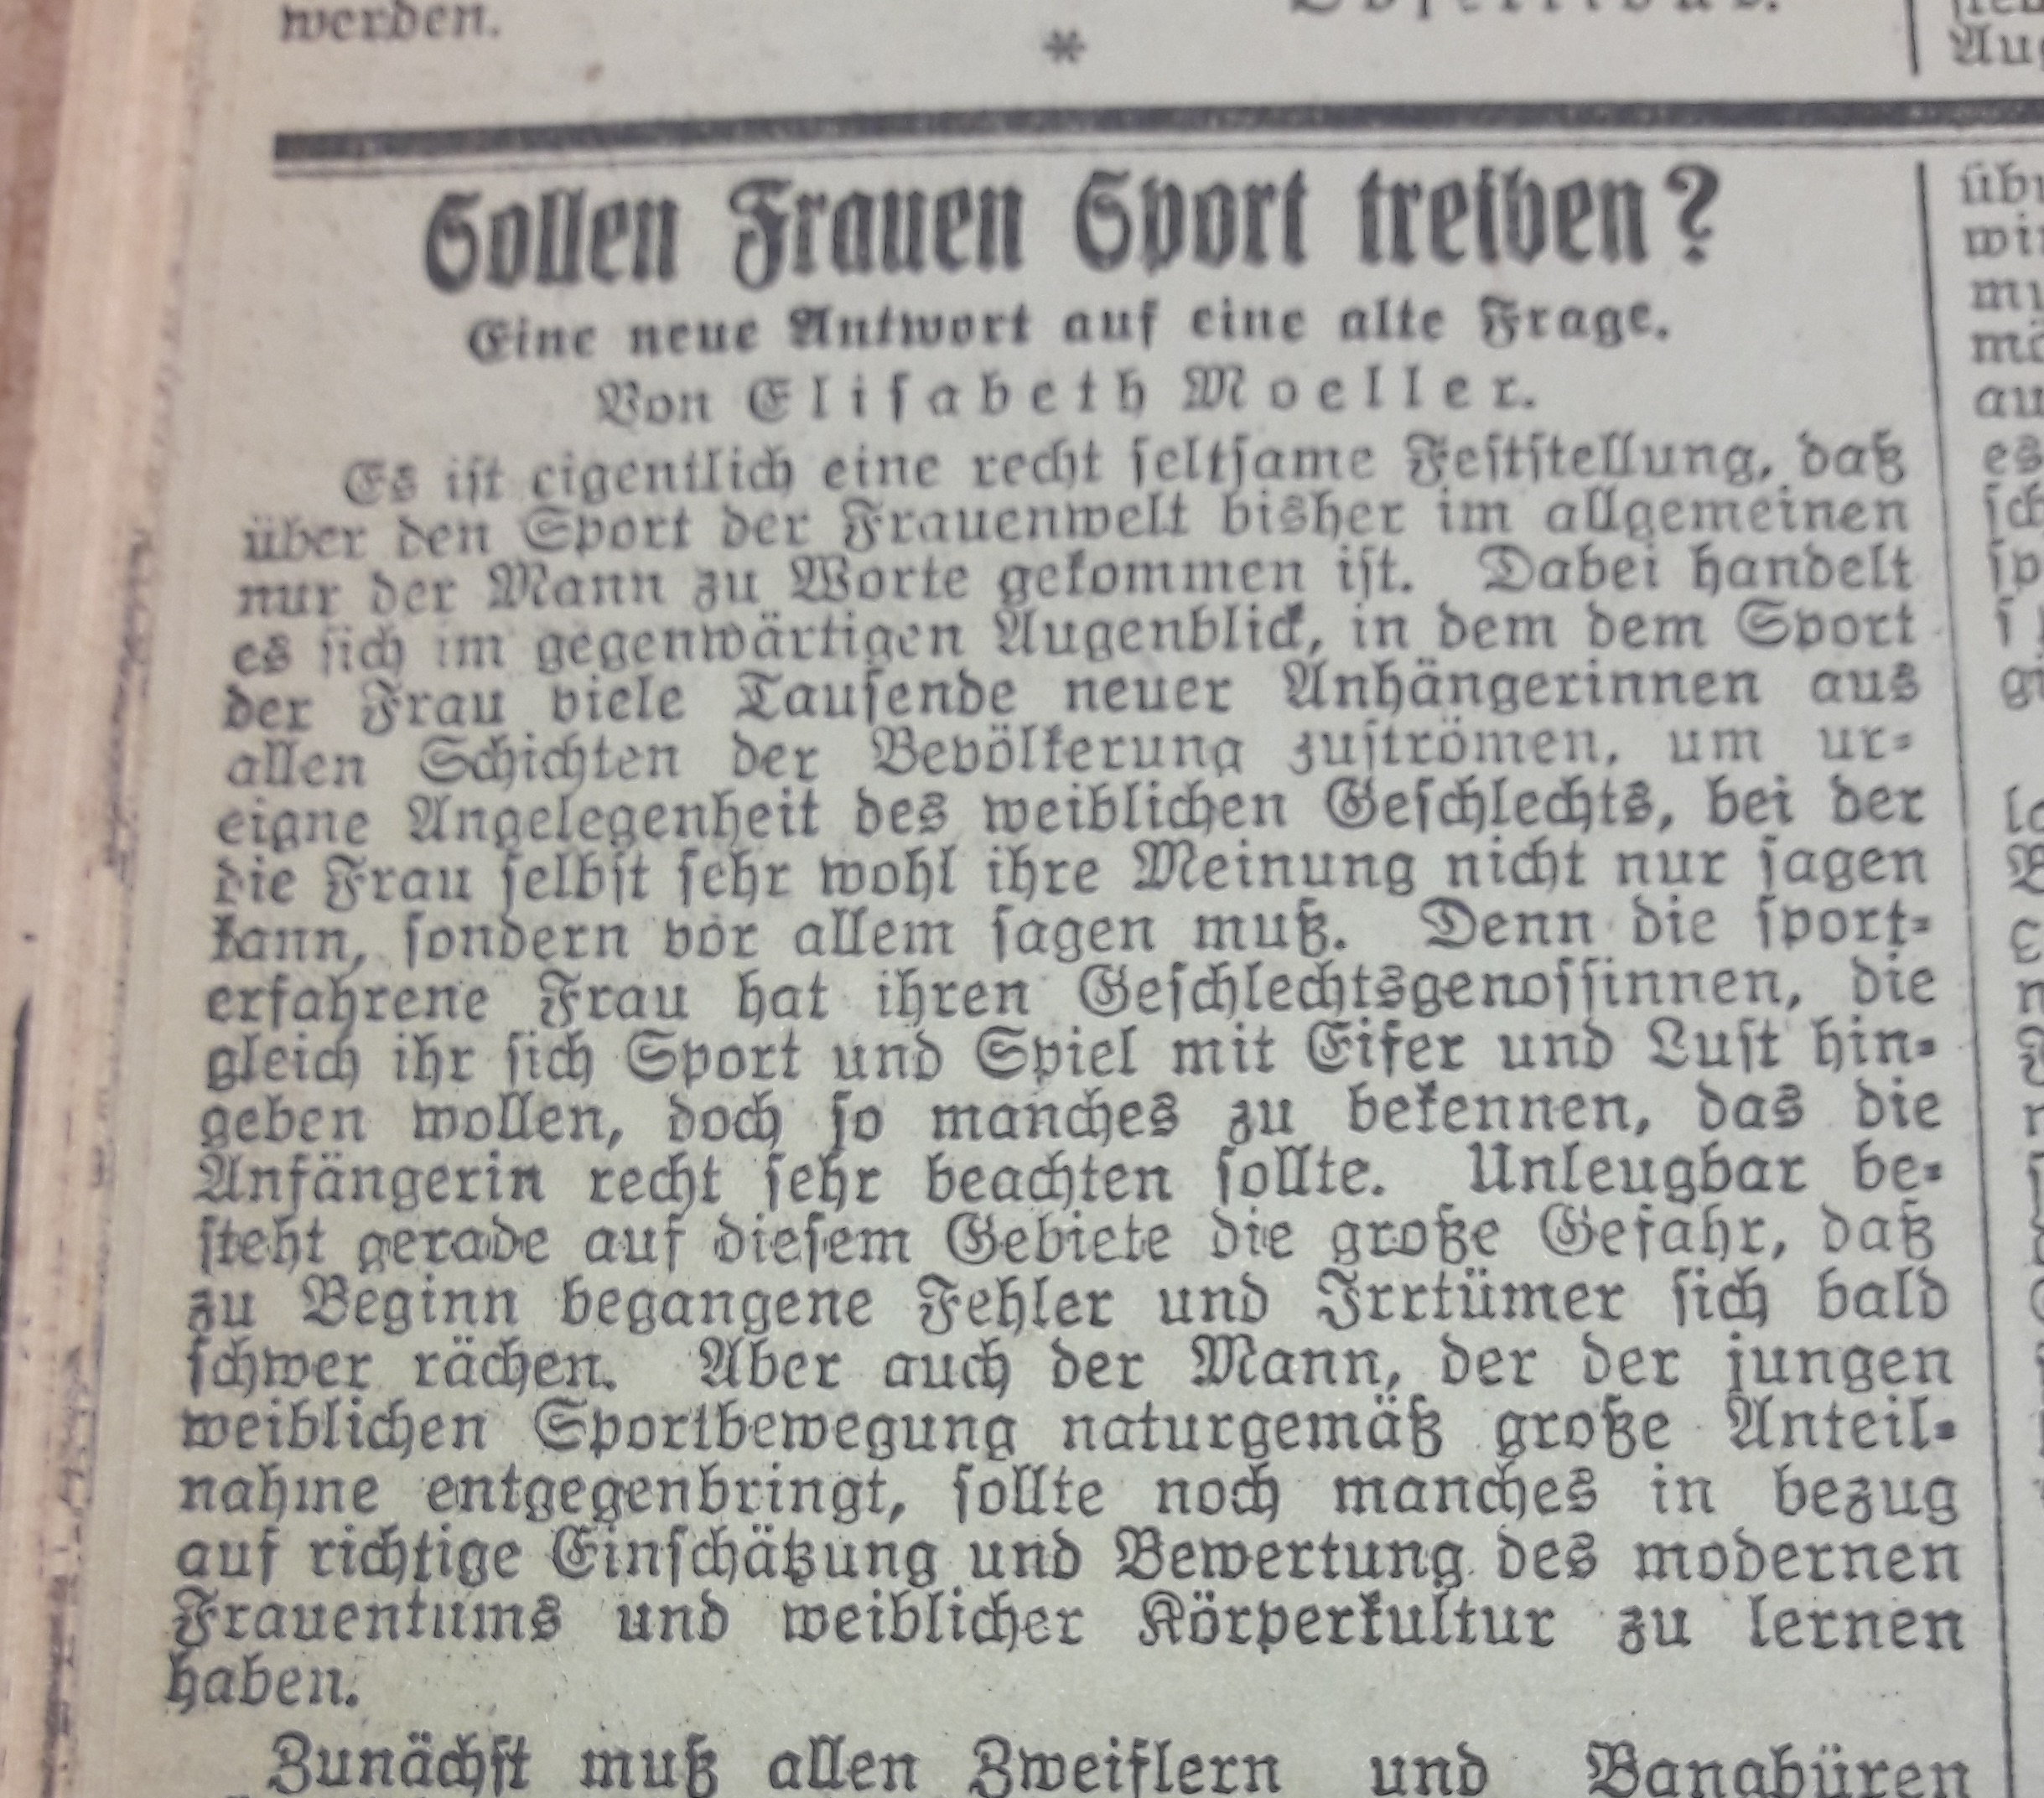 werden.
*
Sollen Frauen Sport treiben?
Eine neue Antwort auf eine alte Frage.
Von Elisabeth Moeller.
Es ist eigentlich eine recht seltsame Feststellung, daß
über den Sport der Frauenwelt bisher im allgemeinen
nur der Mann zu Worte gekommen ist. Dabei handelt
es sich im gegenwärtigen Augenblick, in dem dem Sport
der Frau viele Tausende neuer Anhängerinnen aus
allen Schichten der Bevölkerung zuströmen, um ur-
eigne Angelegenheit des weiblichen Geschlechts, bei der
die Frau selbst sehr wohl ihre Meinung nicht nur sagen
kann, sondern vor allem sagen muß. Denn die sport-
erfahrene Frau hat ihren Geschlechtsgenossinnen, die
gleich ihr sich Sport und Spiel mit Eifer und Lust hin-
geben wollen, doch so manches zu bekennen, das die
Anfängerin recht sehr beachten sollte. Unleugbar be-
steht gerade auf diesem Gebiete die große Gefahr, daß
zu Beginn begangene Fehler und Irrtümer sich bald
schwer rächen. Aber auch der Mann, der der jungen
weiblichen Sportbewegung naturgemäß große Anteil-
nahme entgegenbringt, sollte noch manches in bezug
auf richtige Einschätzung und Bewertung des modernen
Frauentums und weiblicher Körperkultur zu lernen
haben.
Zunächst muß allen Zweiflern und Bangbüren